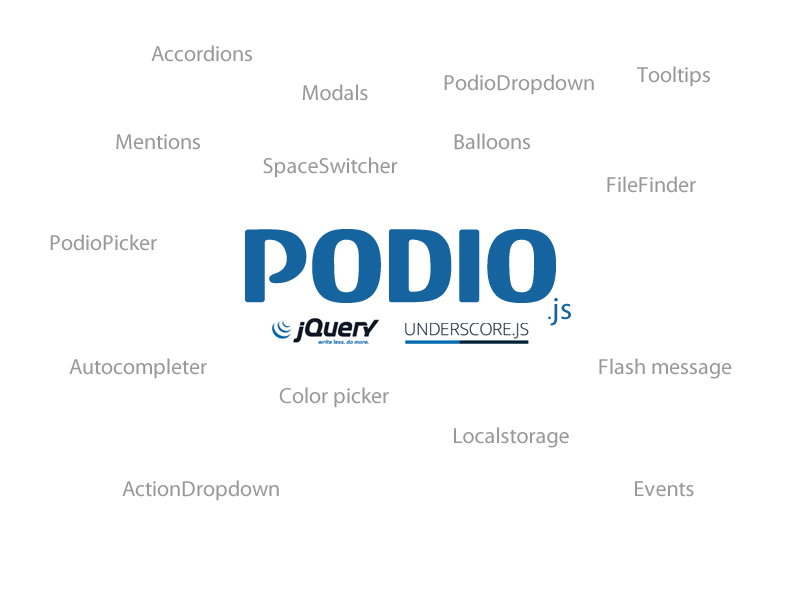 Accordions
Modals
PodioDropdown
Tooltips
Mentions
SpaceSwitcher
Balloons
FileFinder
PodioPicker
PODIO
.js
jQuery
write less. do more.
UNDERSCORE.JS
Autocompleter
Color picker
Flash message
Localstorage
ActionDropdown
Events